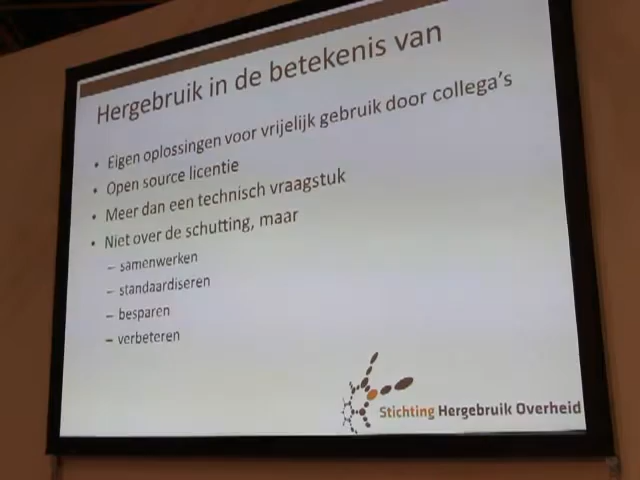 Hergebruik in de betekenis van
• Eigen oplossingen voor vrijelijk gebruik door collega's
• Open source licentie
• Meer dan een technisch vraagstuk
• Niet over de schutting, maar
– samenwerken
– standaardiseren
– besparen
– verbeteren
Stichting Hergebruik Overheid